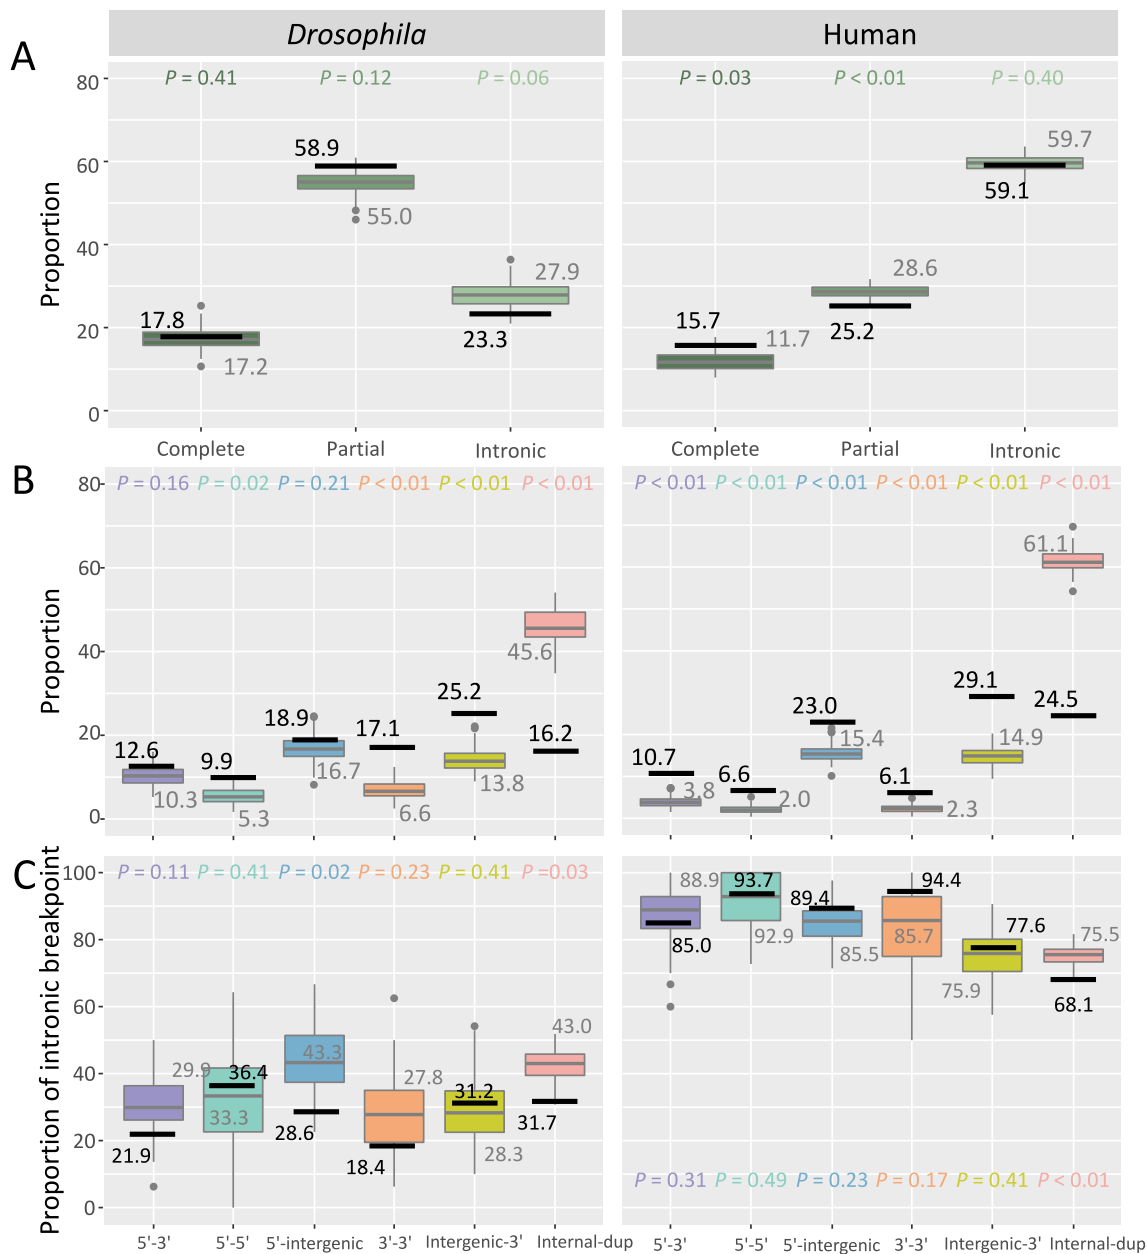 Drosophila Human
A
P = 0.41 P = 0.12 P = 0.06 P = 0.03 P < 0.01 P = 0.40
Proportion
80
60
40
20
0
17.8 17.2 58.9 55.0 27.9 23.3
15.7 11.7 28.6 25.2 59.7 59.1
Complete Partial Intronic Complete Partial Intronic
B
P = 0.16 P = 0.02 P = 0.21 P < 0.01 P < 0.01 P < 0.01
P < 0.01 P < 0.01 P < 0.01 P < 0.01 P < 0.01 P < 0.01
Proportion
80
60
40
20
0
12.6 10.3 9.9 5.3 18.9 16.7 17.1 6.6 25.2 13.8 45.6 16.2
10.7 3.8 6.6 2.0 23.0 15.4 6.1 2.3 29.1 14.9 61.1 24.5
C
P = 0.11 P = 0.41 P = 0.02 P = 0.23 P = 0.41 P =0.03
Proportion of intronic breakpoint
100
80
60
40
20
0
29.9 21.9 36.4 33.3 43.3 28.6 27.8 18.4 31.2 28.3 43.0 31.7
88.9 85.0 93.7 92.9 89.4 85.5 94.4 85.7 77.6 75.9 75.5 68.1
P = 0.31 P = 0.49 P = 0.23 P = 0.17 P = 0.41 P < 0.01
5'-3' 5'-5' 5'-intergenic 3'-3' Intergenic-3' Internal-dup
5'-3' 5'-5' 5'-intergenic 3'-3' Intergenic-3' Internal-dup